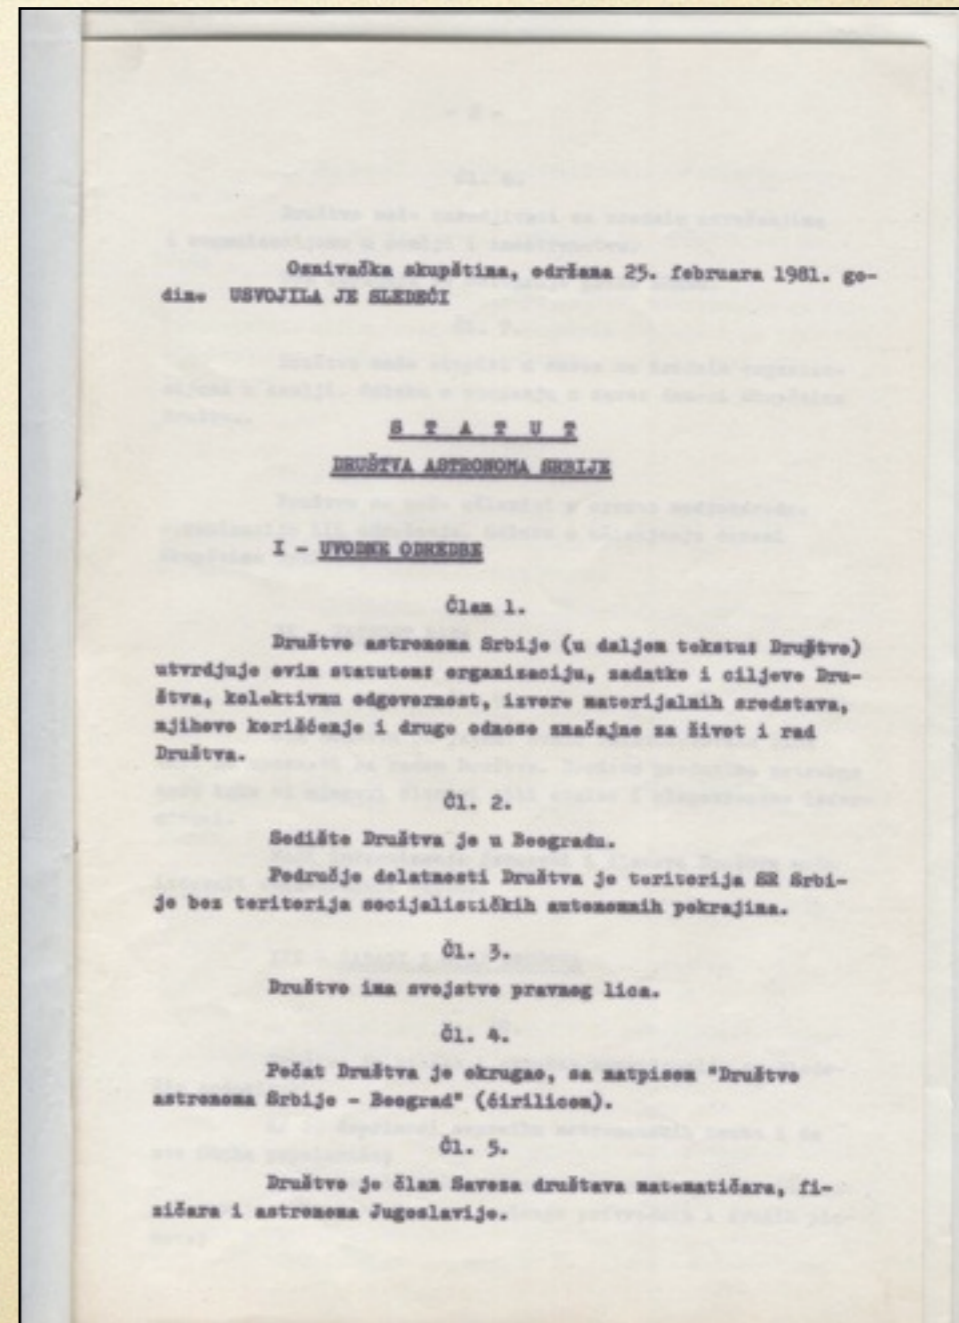 Osnivačka skupština, održana 25. februara 1981. go-
dine USVOJILA JE SLEDEĆI
S T A T U T
DRUŠTVA ASTRONOMA SRBIJE
I - UVODNE ODREDBE
Član 1.
Društvo astronoma Srbije (u daljem tekstu: Društvo)
utvrdjuje ovim statutom: organizaciju, zadatke i ciljeve Dru-
štva, kolektivnu odgovornost, izvore materijalnih sredstava,
njihovo korišćenje i druge odnose značajne za život i rad
Društva.
Čl. 2.
Sedište Društva je u Beogradu.
Područje delatnosti Društva je teritorija SR Srbi-
je bez teritorija socijalističkih autonomnih pokrajina.
Čl. 3.
Društvo ima svojstvo pravnog lica.
Čl. 4.
Pečat Društva je okrugao, sa natpisom "Društvo
astronoma Srbije - Beograd" (ćirilicom).
Čl. 5.
Društvo je član Saveza društava matematičara, fi-
zičara i astronoma Jugoslavije.